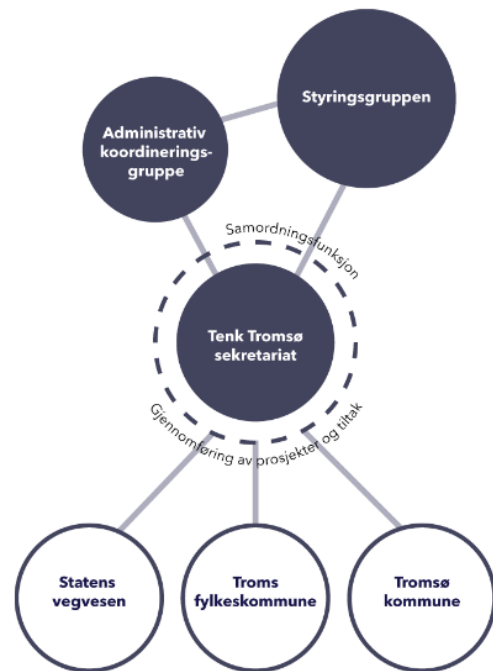 Styringsgruppen
Administrativ
koordinerings-
gruppe
Samordningsfunksjon
Tenk Tromsø
sekretariat
Gjennomføring av prosjekter og tiltak
Statens
vegvesen
Troms
fylkeskommune
Tromsø
kommune